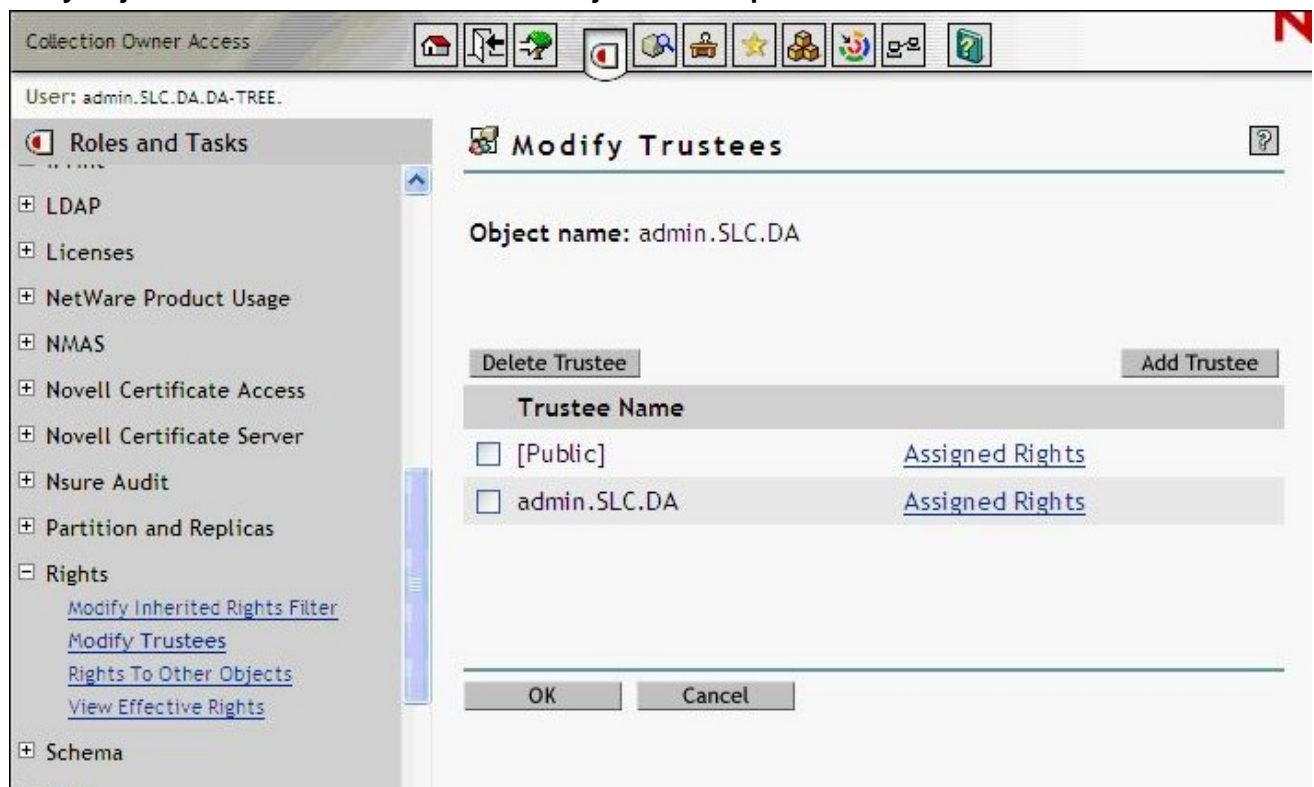 Collection Owner Access
N
User: admin.SLC.DA.DA-TREE.
Roles and Tasks
LDAP
Licenses
NetWare Product Usage
NMAS
Novell Certificate Access
Novell Certificate Server
Nsure Audit
Partition and Replicas
Rights
Modify Inherited Rights Filter
Modify Trustees
Rights To Other Objects
View Effective Rights
Schema
Modify Trustees
?
Object name: admin.SLC.DA
Delete Trustee
Add Trustee
Trustee Name
[Public] Assigned Rights
admin.SLC.DA Assigned Rights
OK Cancel